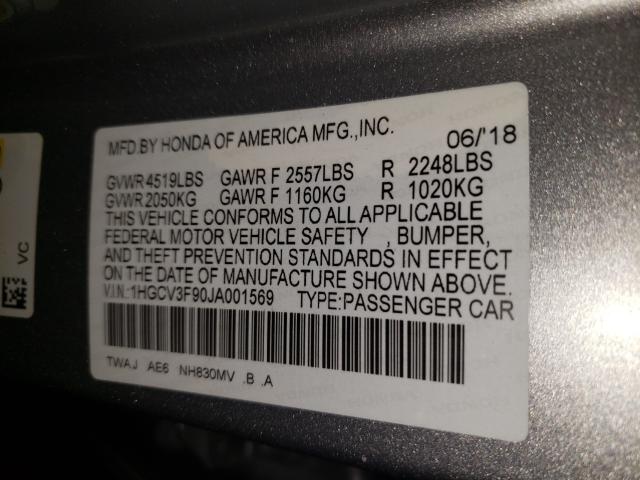 MFD.BY HONDA OF AMERICA MFG.,INC. 06/'18
GVWR 4519LBS GAWR F 2557LBS R 2248LBS
GVWR 2050KG GAWR F 1160KG R 1020KG
THIS VEHICLE CONFORMS TO ALL APPLICABLE
FEDERAL MOTOR VEHICLE SAFETY , BUMPER,
AND THEFT PREVENTION STANDARDS IN EFFECT
ON THE DATE OF MANUFACTURE SHOWN ABOVE.
V.I.N.:1HGCV3F90JA001569 TYPE:PASSENGER CAR
TWAJ AE6 NH830MV .B .A
VC